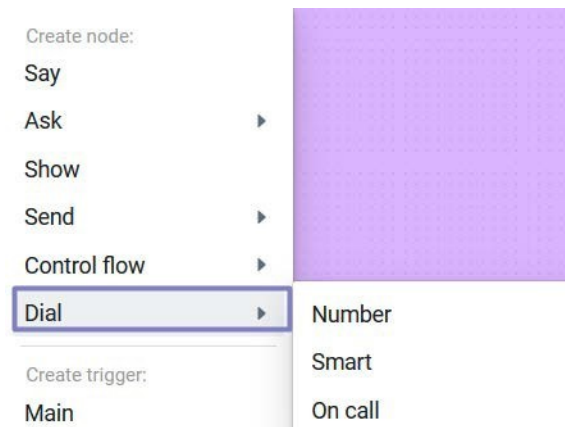 Create node:
Say
Ask
Show
Send
Control flow
Dial
Number
Smart
On call
Create trigger:
Main